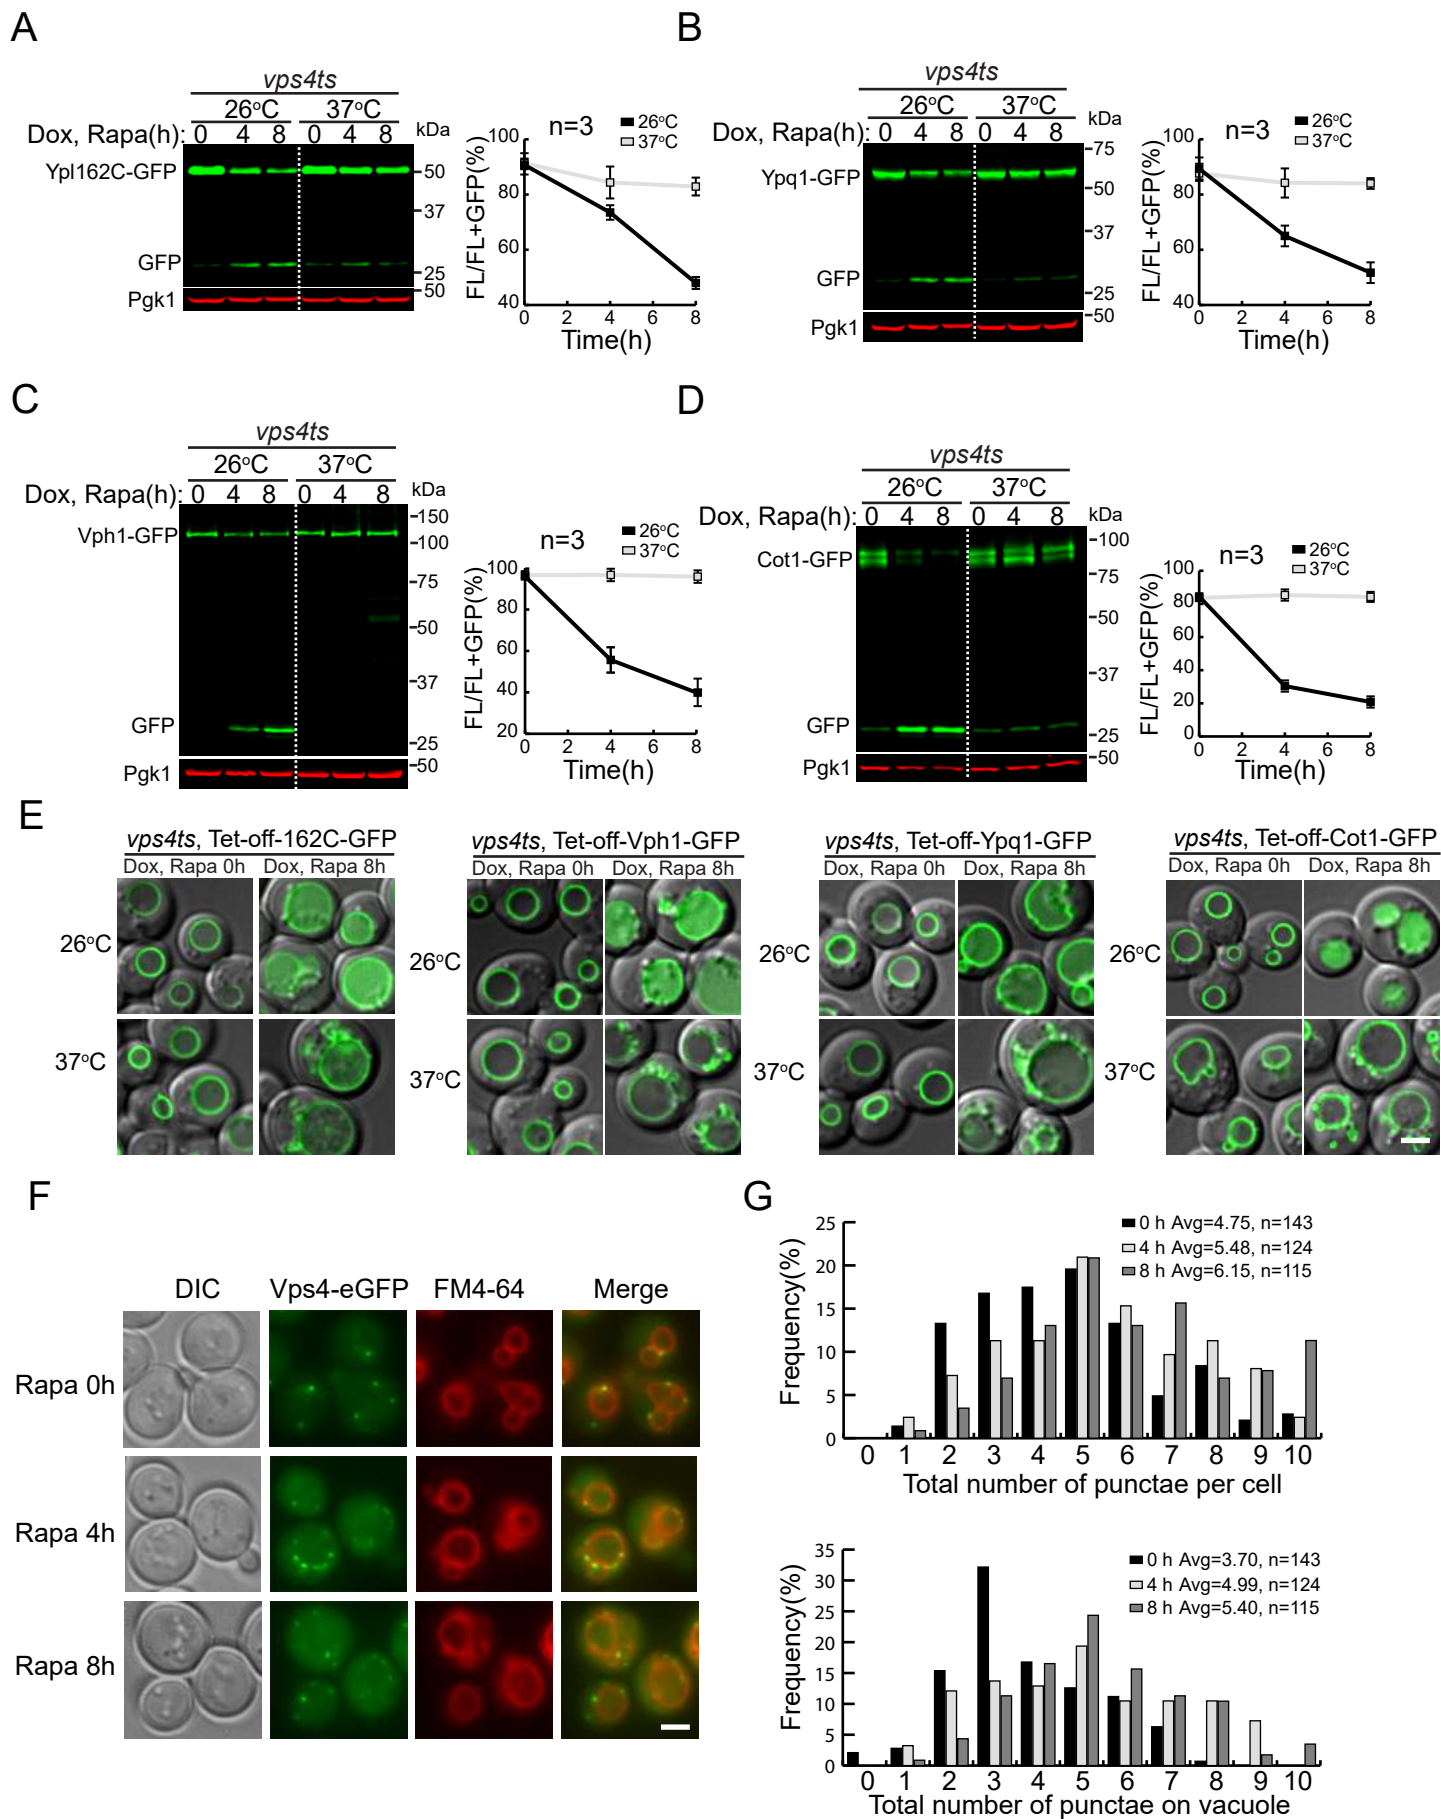 A
vps4ts
26°C 37°C
Dox, Rapa(h): 0 4 8 0 4 8 kDa
Ypl162C-GFP
50
37
GFP
25
50
Pgk1
FL/FL+GFP(%)
n=3
26°C
37°C
100
80
60
40
0 2 4 6 8
Time(h)
B
vps4ts
26°C 37°C
Dox, Rapa(h): 0 4 8 0 4 8 kDa
75
Ypq1-GFP
50
37
GFP
25
50
Pgk1
FL/FL+GFP(%)
n=3
26°C
37°C
100
80
60
40
0 2 4 6 8
Time(h)
C
vps4ts
26°C 37°C
Dox, Rapa(h): 0 4 8 0 4 8 kDa
150
Vph1-GFP
100
75
50
37
GFP
25
50
Pgk1
FL/FL+GFP(%)
n=3
26°C
37°C
100
80
60
40
20
0 2 4 6 8
Time(h)
D
vps4ts
26°C 37°C
Dox, Rapa(h): 0 4 8 0 4 8 kDa
100
Cot1-GFP
75
50
37
GFP
25
50
Pgk1
FL/FL+GFP(%)
n=3
26°C
37°C
100
80
60
40
20
0
0 2 4 6 8
Time(h)
E
vps4ts, Tet-off-162C-GFP
Dox, Rapa 0h Dox, Rapa 8h
26°C
37°C
vps4ts, Tet-off-Vph1-GFP
Dox, Rapa 0h Dox, Rapa 8h
26°C
37°C
vps4ts, Tet-off-Ypq1-GFP
Dox, Rapa 0h Dox, Rapa 8h
26°C
37°C
vps4ts, Tet-off-Cot1-GFP
Dox, Rapa 0h Dox, Rapa 8h
26°C
37°C
F
DIC Vps4-eGFP FM4-64 Merge
Rapa 0h
Rapa 4h
Rapa 8h
G
Frequency(%)
25
20
15
10
5
0
0 h Avg=4.75, n=143
4 h Avg=5.48, n=124
8 h Avg=6.15, n=115
0 1 2 3 4 5 6 7 8 9 10
Total number of punctae per cell
Frequency(%)
35
30
25
20
15
10
5
0
0 h Avg=3.70, n=143
4 h Avg=4.99, n=124
8 h Avg=5.40, n=115
0 1 2 3 4 5 6 7 8 9 10
Total number of punctae on vacuole